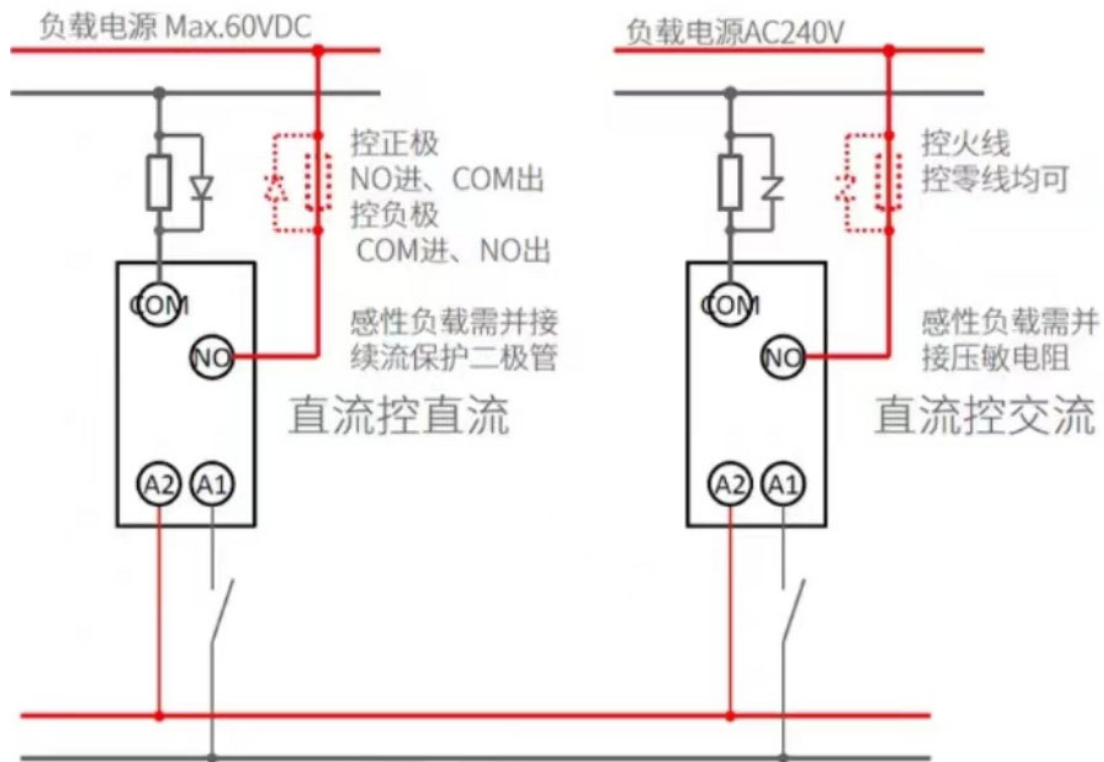 负载电源 Max.60VDC
控正极
NO进、COM出
控负极
COM进、NO出
COM
NO
感性负载需并接
续流保护二极管
直流控直流
A2
A1
负载电源AC240V
控火线
控零线均可
COM
NO
感性负载需并
接压敏电阻
直流控交流
A2
A1